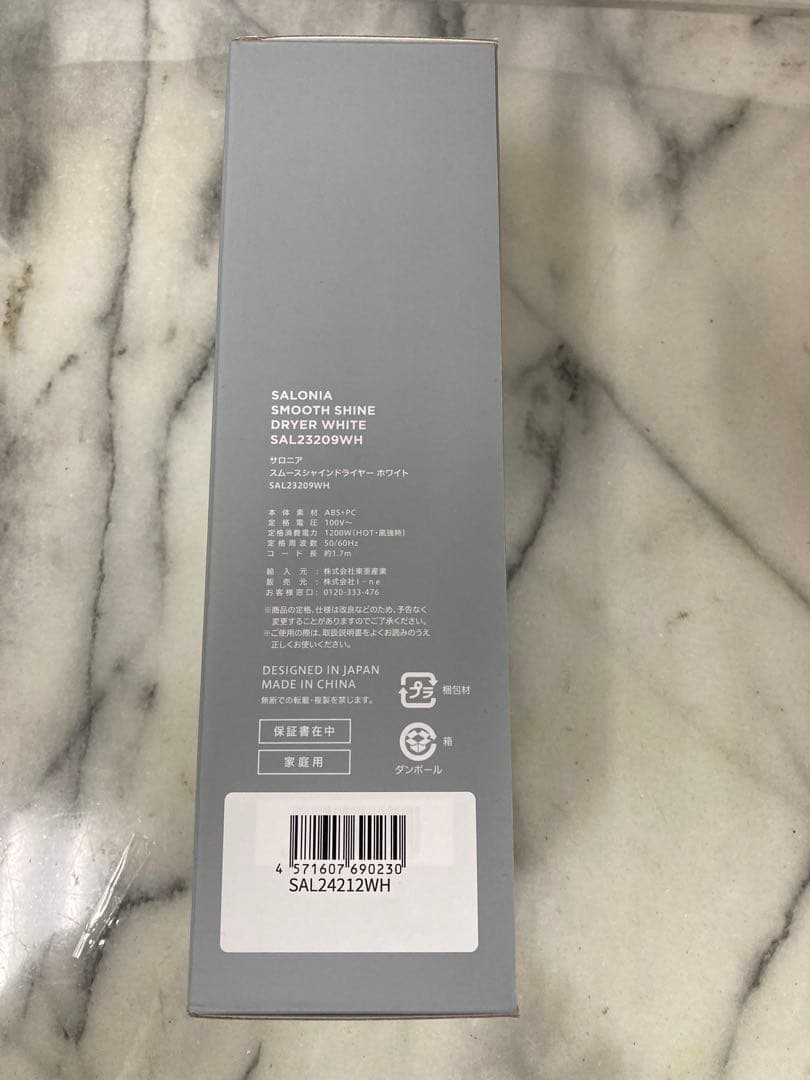 SALONIA
SMOOTH SHINE
DRYER WHITE
SAL23209WH
サロニア
スムースシャインドライヤー ホワイト
SAL23209WH
本体素材 ABS+PC
定格電圧 100V～
定格消費電力 1200W(HOT・風強時)
定格周波数 50/60Hz
コード長 約1.7m
輸入元:株式会社東亜産業
販売元:株式会社I-ne
お客様窓口:0120-333-476
※商品の定格、仕様は改良などのため、予告なく
変更することがありますのでご了承ください。
※ご使用の際は、取扱説明書をよくお読みのうえ
正しくお使いください。
DESIGNED IN JAPAN
MADE IN CHINA
無断での転載・複製を禁じます。
プラ 梱包材
保証書在中
箱
家庭用
ダンボール
4 571607 690230
SAL24212WH